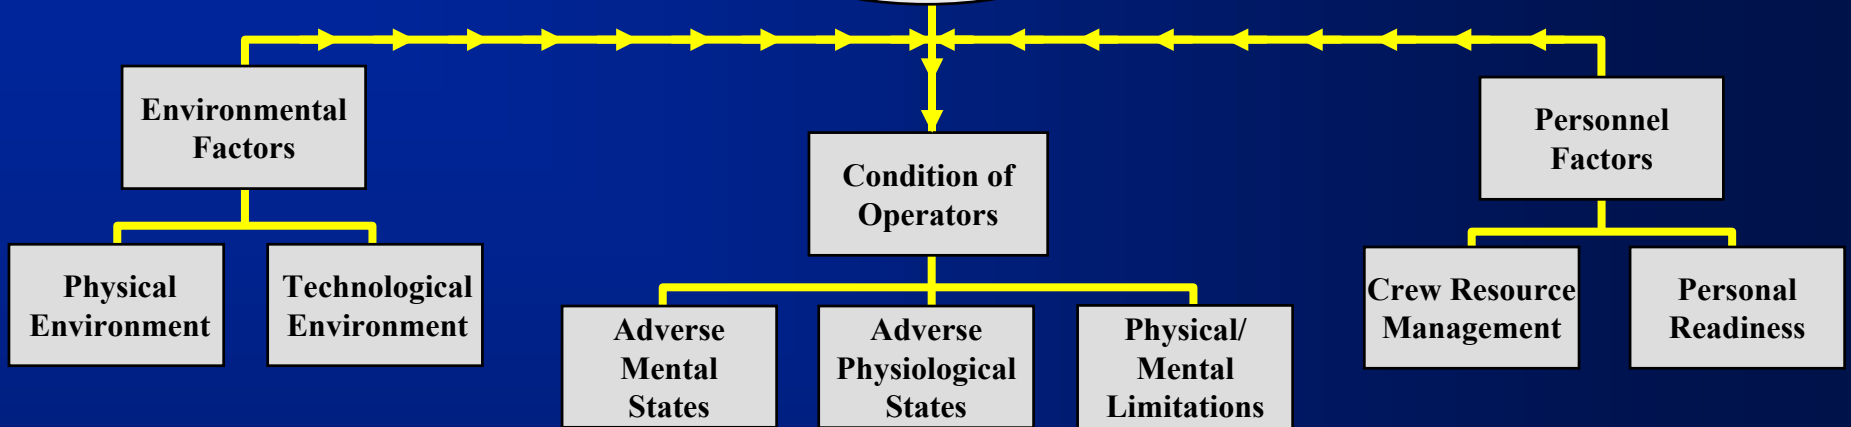 Environmental
Factors
Physical
Environment
Technological
Environment
Condition of
Operators
Adverse
Mental
States
Adverse
Physiological
States
Physical/
Mental
Limitations
Personnel
Factors
Crew Resource
Management
Personal
Readiness